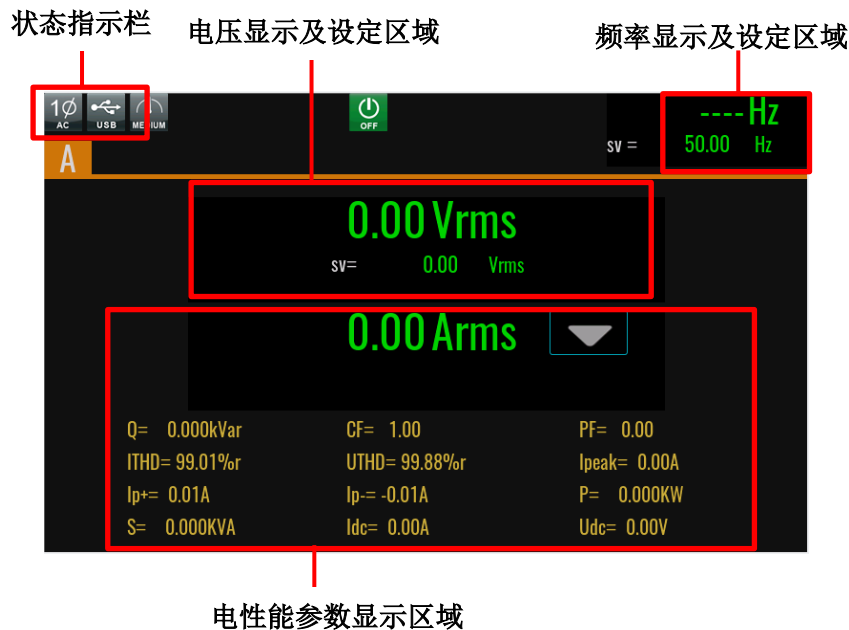 状态指示栏
电压显示及设定区域
频率显示及设定区域
1Ø
AC
USB
MEDIUM
OFF
----Hz
sv = 50.00 Hz
A
0.00 Vrms
sv= 0.00 Vrms
0.00 Arms
Q= 0.000kVar CF= 1.00 PF= 0.00
ITHD= 99.01%r UTHD= 99.88%r Ipeak= 0.00A
Ip+= 0.01A Ip-= -0.01A P= 0.000KW
S= 0.000KVA Idc= 0.00A Udc= 0.00V
电性能参数显示区域